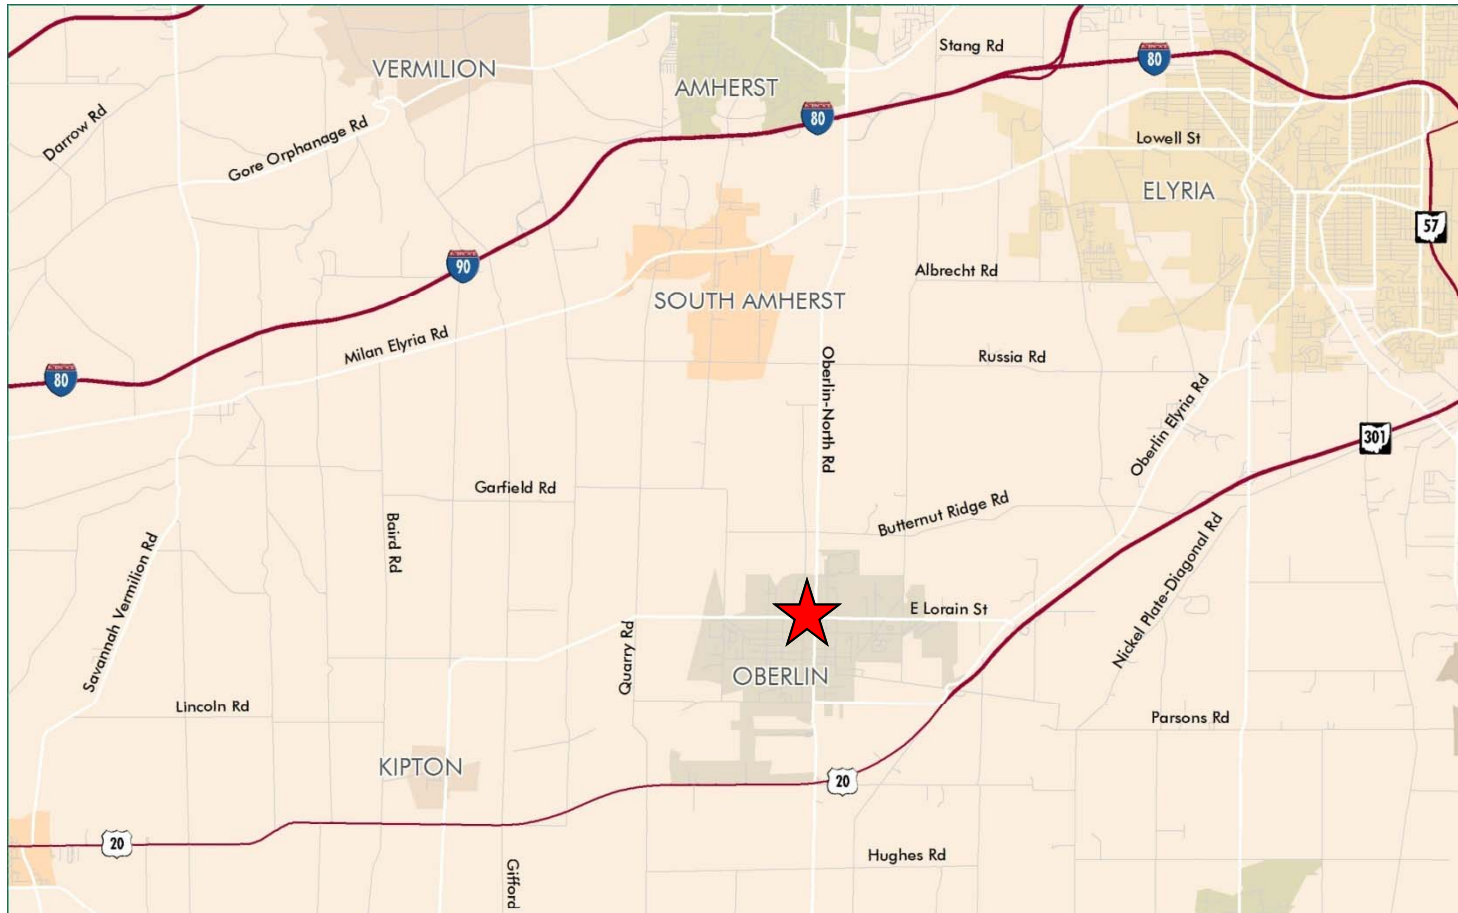 Stang Rd
80
VERMILION
AMHERST
80
Darrow Rd
Gore Orphanage Rd
Lowell St
ELYRIA
57
90
Albrecht Rd
SOUTH AMHERST
Milan Elyria Rd
Russia Rd
80
Oberlin-North Rd
Oberlin Elyria Rd
301
Garfield Rd
Butternut Ridge Rd
Baird Rd
Savannah Vermilion Rd
Nickel Plate-Diagonal Rd
E Lorain St
Quarry Rd
OBERLIN
Lincoln Rd
Parsons Rd
KIPTON
20
20
Hughes Rd
Gifford